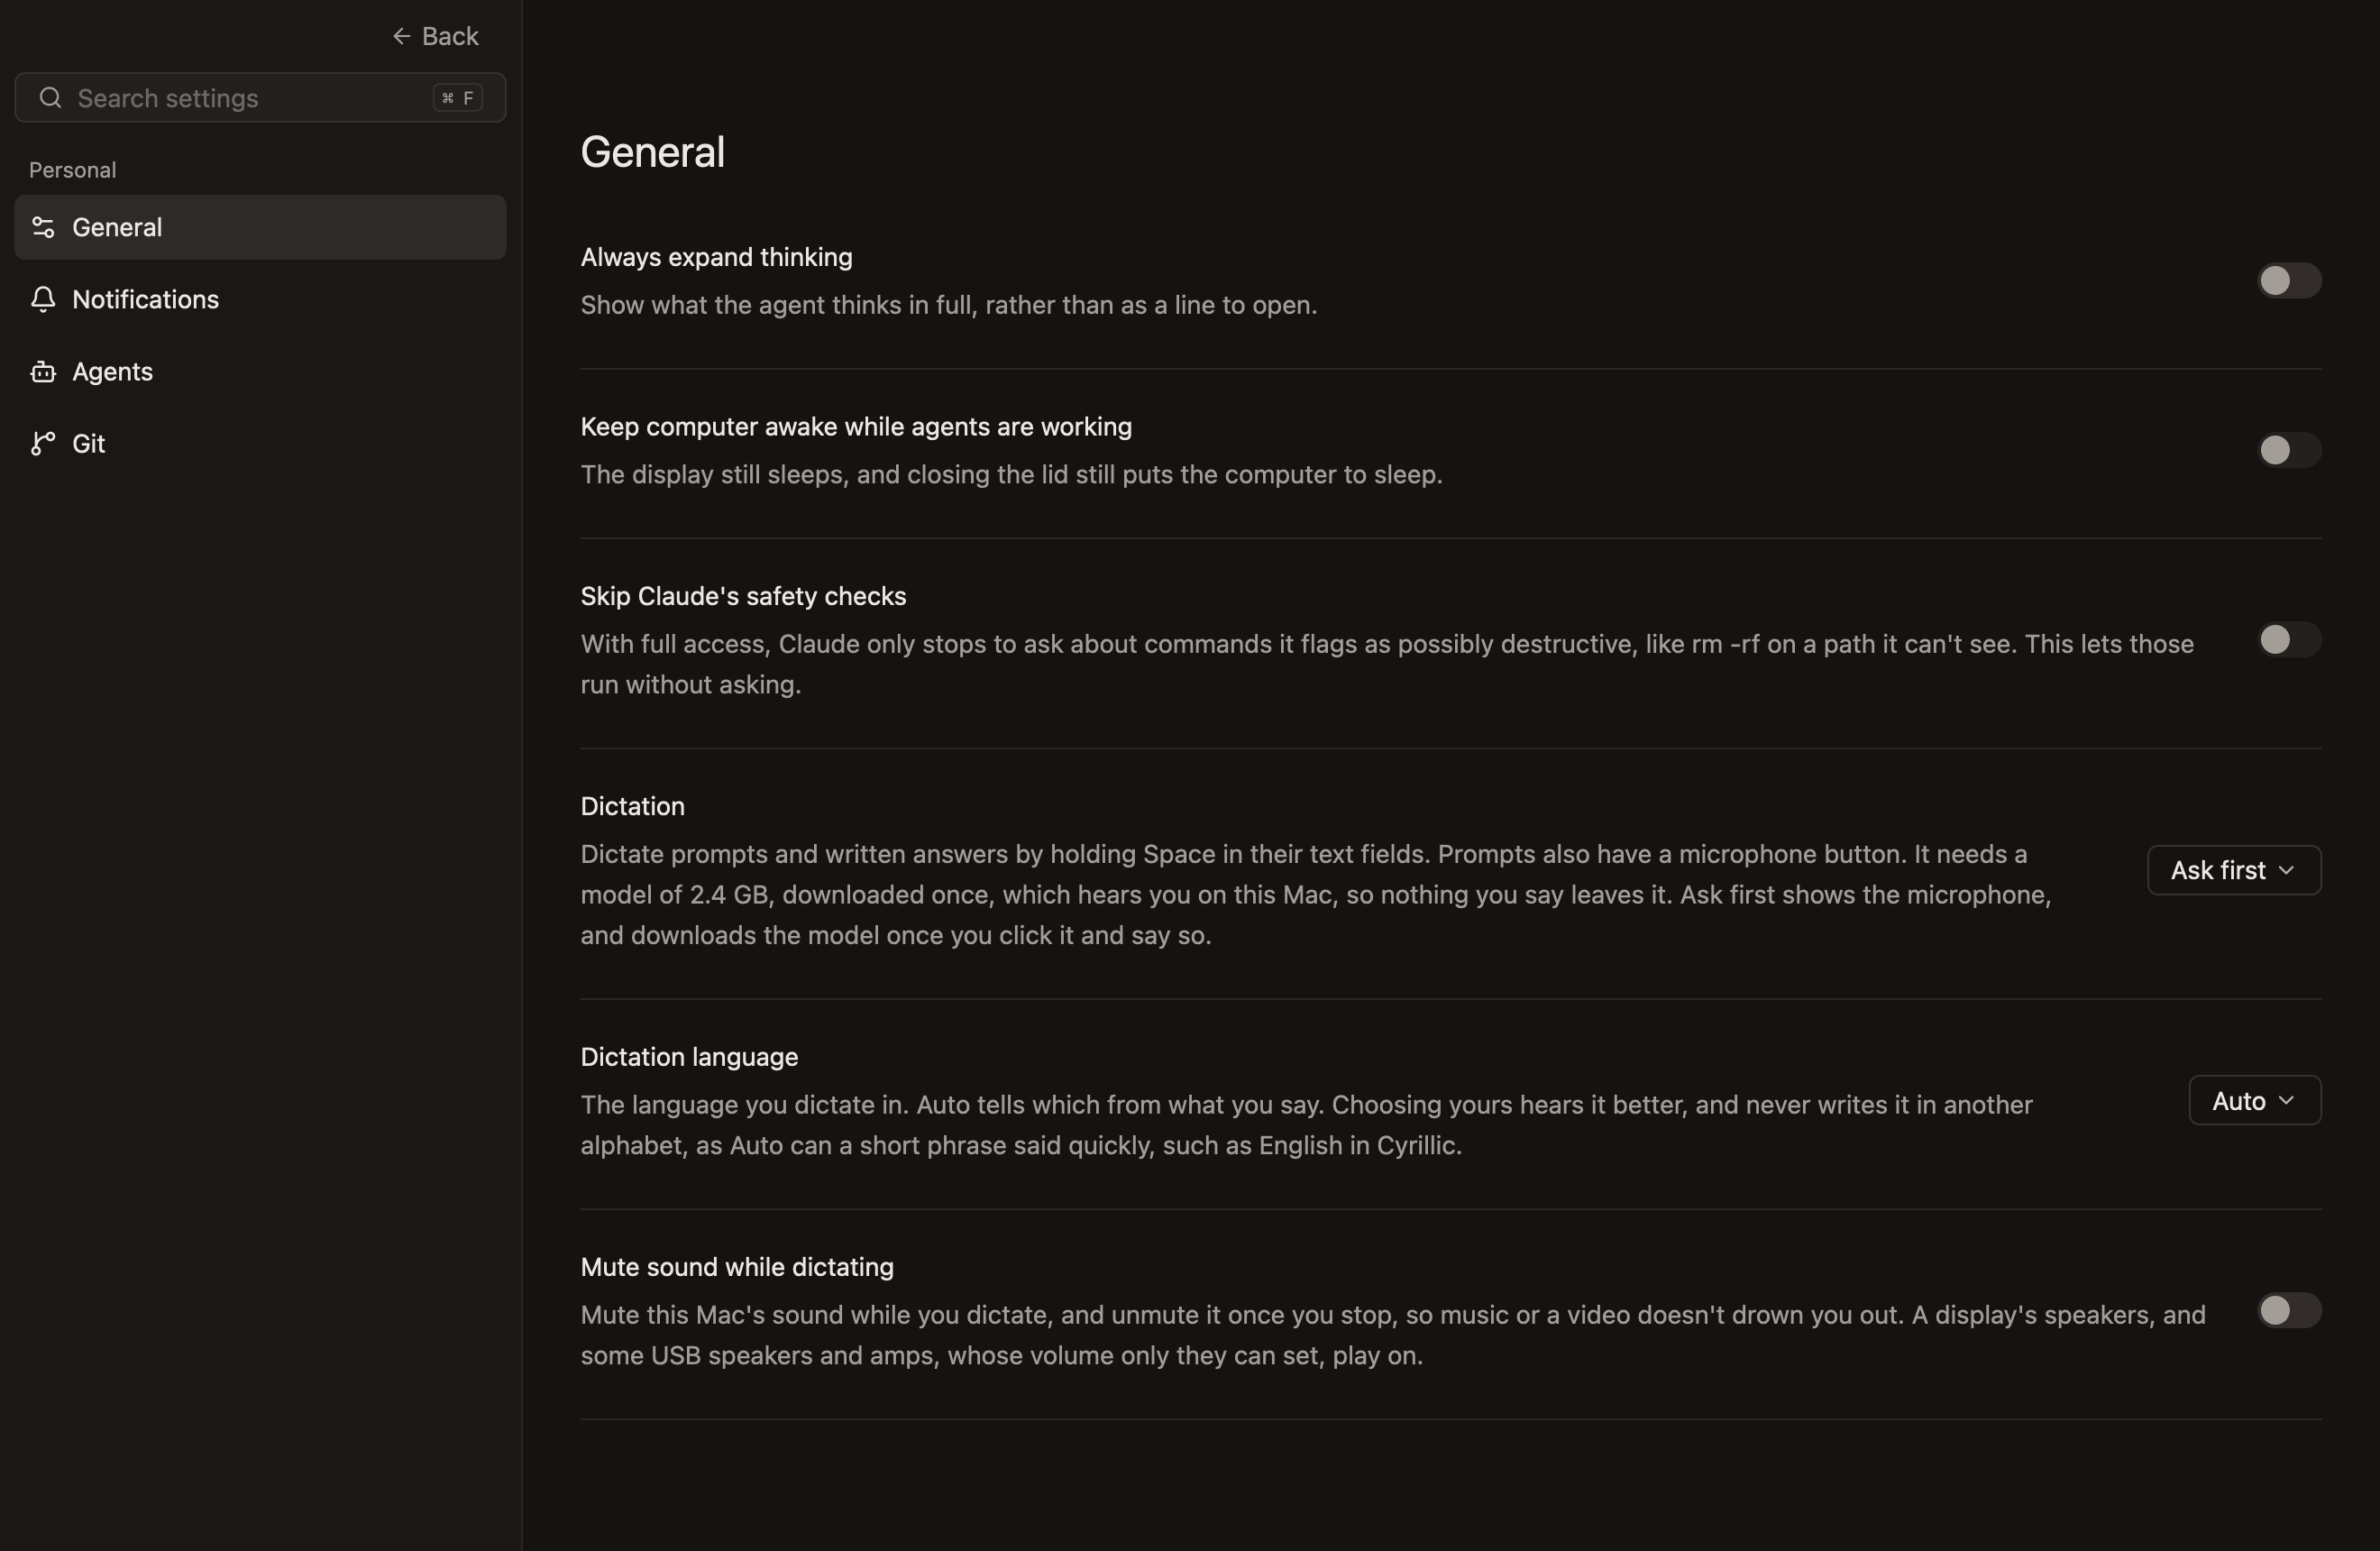 ← Back
Search settings
⌘ F
Personal
General
Notifications
Agents
Git
General
Always expand thinking
Show what the agent thinks in full, rather than as a line to open.
Keep computer awake while agents are working
The display still sleeps, and closing the lid still puts the computer to sleep.
Skip Claude's safety checks
With full access, Claude only stops to ask about commands it flags as possibly destructive, like rm -rf on a path it can't see. This lets those
run without asking.
Dictation
Dictate prompts and written answers by holding Space in their text fields. Prompts also have a microphone button. It needs a
model of 2.4 GB, downloaded once, which hears you on this Mac, so nothing you say leaves it. Ask first shows the microphone,
and downloads the model once you click it and say so.
Ask first
Dictation language
The language you dictate in. Auto tells which from what you say. Choosing yours hears it better, and never writes it in another
alphabet, as Auto can a short phrase said quickly, such as English in Cyrillic.
Auto
Mute sound while dictating
Mute this Mac's sound while you dictate, and unmute it once you stop, so music or a video doesn't drown you out. A display's speakers, and
some USB speakers and amps, whose volume only they can set, play on.